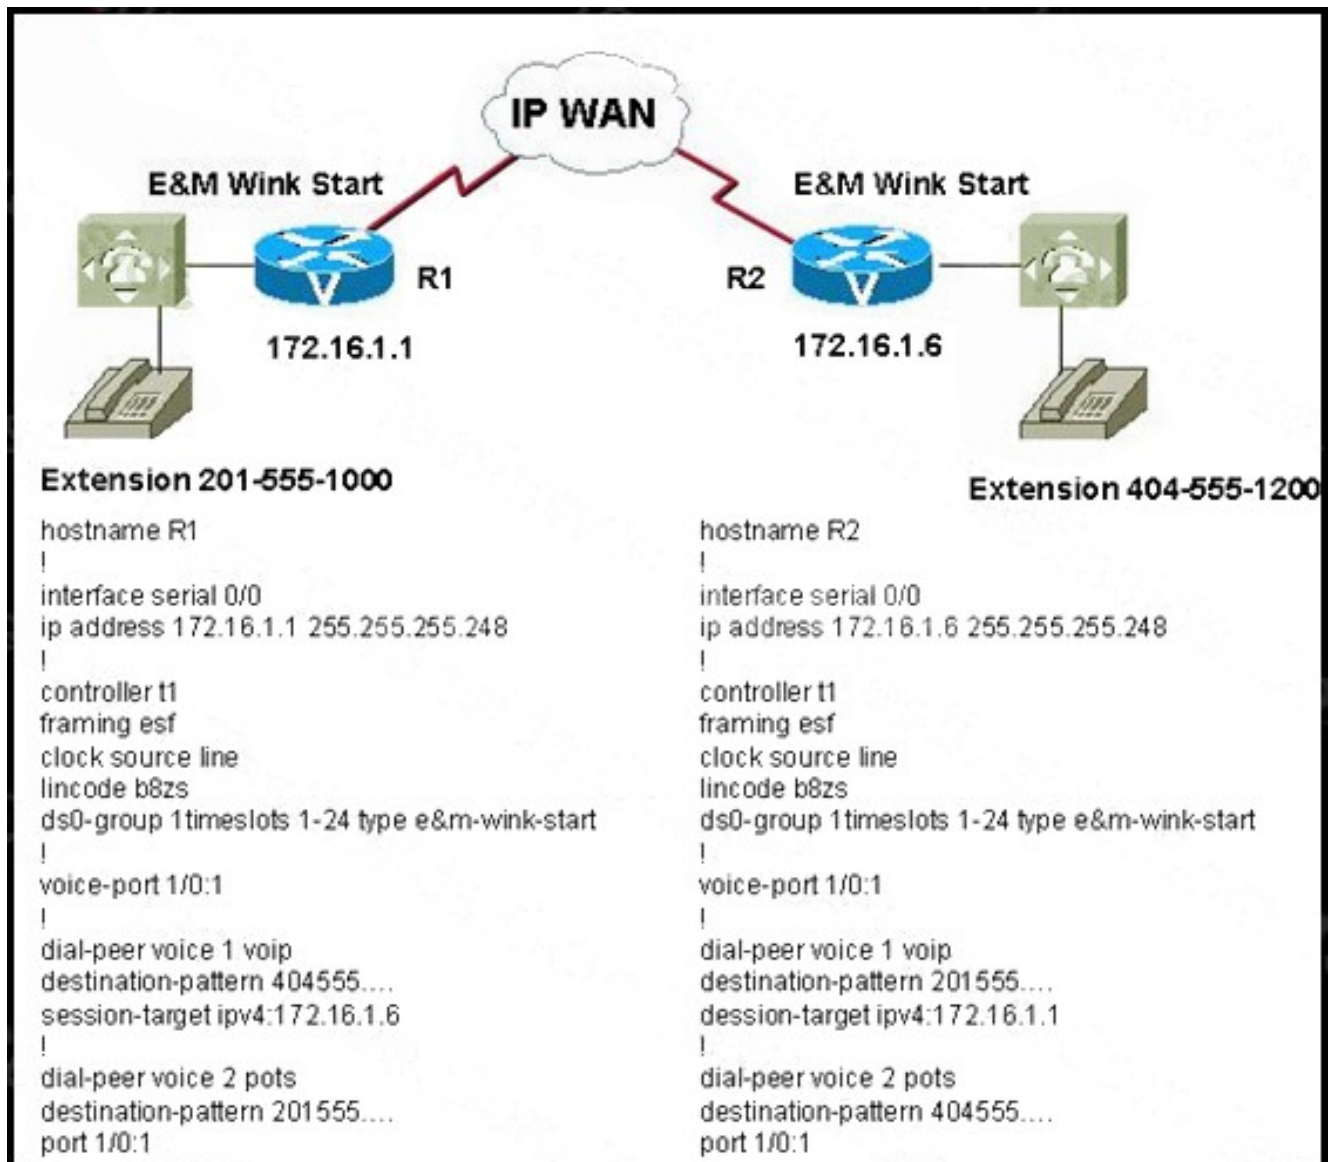 IP WAN
E&M Wink Start
E&M Wink Start
R1
R2
172.16.1.1
172.16.1.6
Extension 201-555-1000
Extension 404-555-1200
hostname R1
!
interface serial 0/0
ip address 172.16.1.1 255.255.255.248
!
controller t1
framing esf
clock source line
lincode b8zs
ds0-group 1timeslots 1-24 type e&m-wink-start
!
voice-port 1/0:1
!
dial-peer voice 1 voip
destination-pattern 404555....
session-target ipv4:172.16.1.6
!
dial-peer voice 2 pots
destination-pattern 201555....
port 1/0:1
hostname R2
!
interface serial 0/0
ip address 172.16.1.6 255.255.255.248
!
controller t1
framing esf
clock source line
lincode b8zs
ds0-group 1timeslots 1-24 type e&m-wink-start
!
voice-port 1/0:1
!
dial-peer voice 1 voip
destination-pattern 201555....
dession-target ipv4:172.16.1.1
!
dial-peer voice 2 pots
destination-pattern 404555....
port 1/0:1